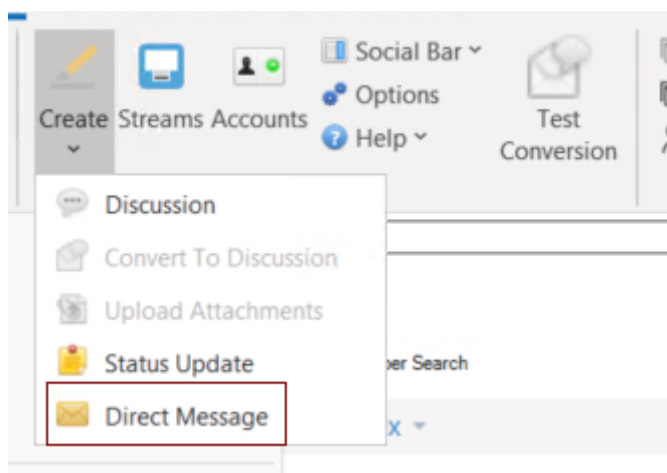 Create
Streams
Accounts
Social Bar
Options
Help
Test
Conversion
Discussion
Convert To Discussion
Upload Attachments
Status Update
Direct Message
Search